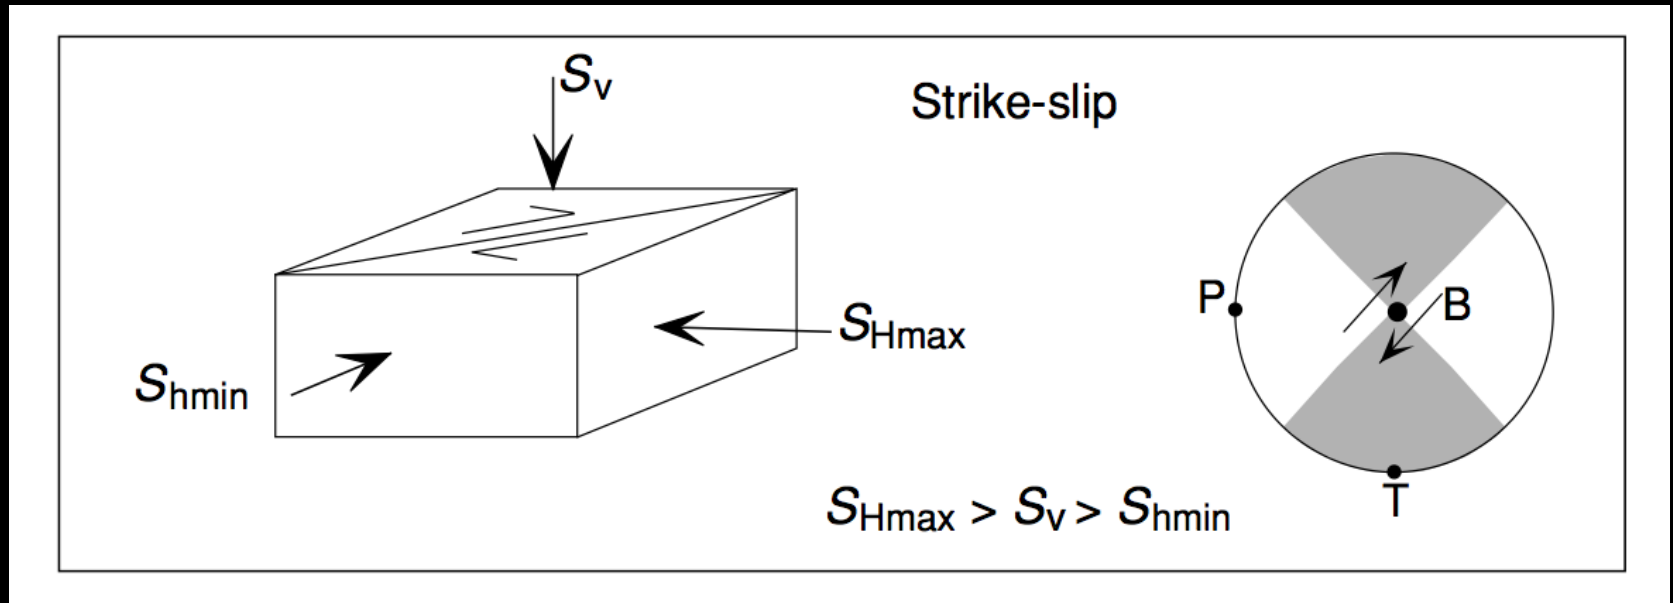 Sv
Strike-slip
P
B
SHmax
Shmin
T
SHmax > Sv > Shmin